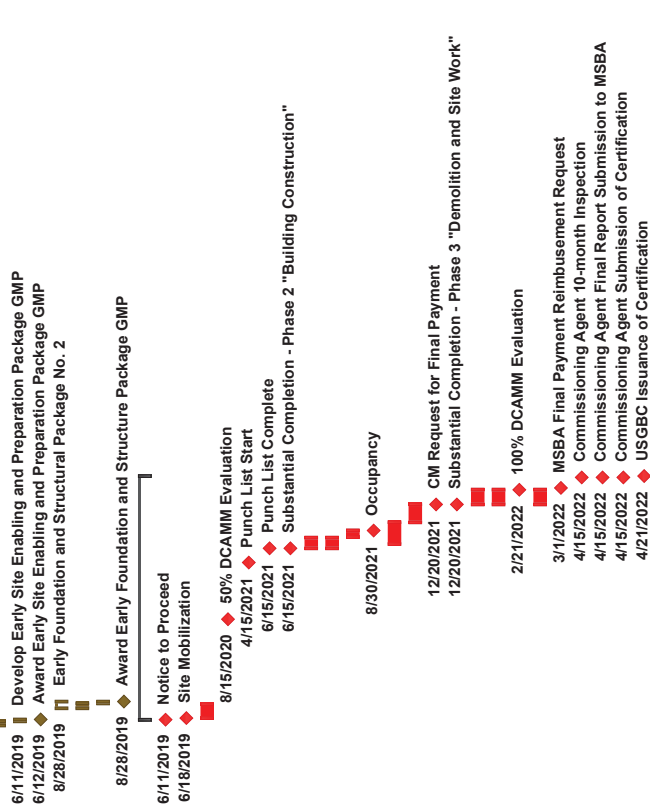 6/11/2019 Develop Early Site Enabling and Preparation Package GMP
6/12/2019 Award Early Site Enabling and Preparation Package GMP
8/28/2019 Early Foundation and Structural Package No. 2
8/28/2019 Award Early Foundation and Structure Package GMP
6/11/2019 Notice to Proceed
6/18/2019 Site Mobilization
8/15/2020 50% DCAMM Evaluation
4/15/2021 Punch List Start
6/15/2021 Punch List Complete
6/15/2021 Substantial Completion - Phase 2 "Building Construction"
8/30/2021 Occupancy
12/20/2021 CM Request for Final Payment
12/20/2021 Substantial Completion - Phase 3 "Demolition and Site Work"
2/21/2022 100% DCAMM Evaluation
3/1/2022 MSBA Final Payment Reimbusement Request
4/15/2022 Commissioning Agent 10-month Inspection
4/15/2022 Commissioning Agent Final Report Submission to MSBA
4/15/2022 Commissioning Agent Submission of Certification
4/21/2022 USGBC Issuance of Certification